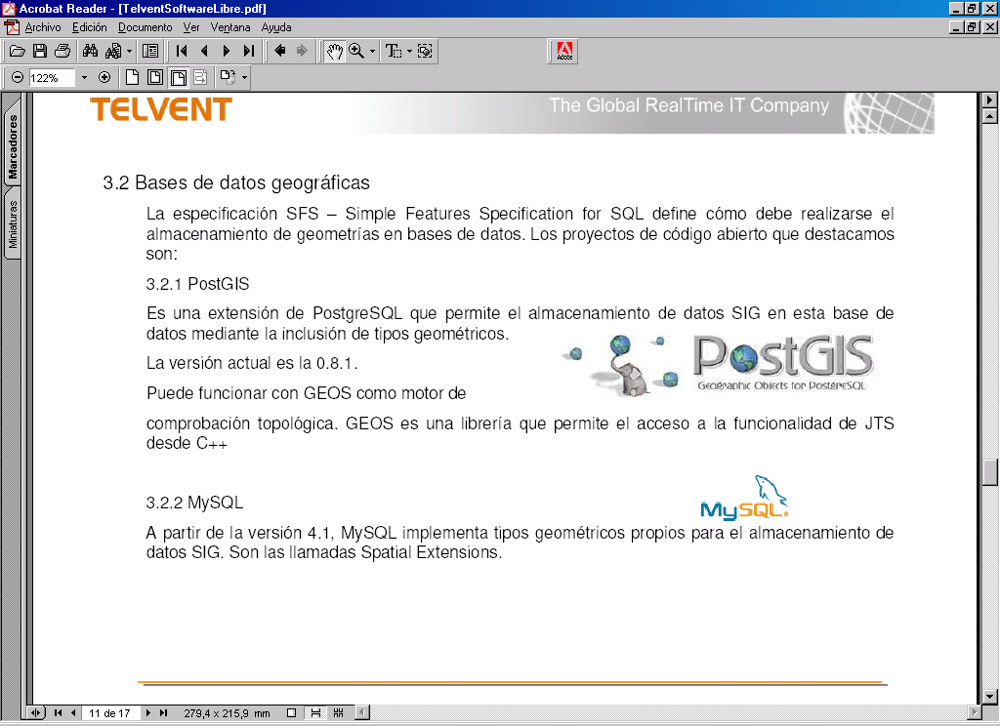 Acrobat Reader - [TelventSoftwareLibre.pdf]
Archivo Edición Documento Ver Ventana Ayuda
Adobe
122%
Marcadores
Miniaturas
TELVENT
The Global RealTime IT Company
3.2 Bases de datos geográficas
La especificación SFS – Simple Features Specification for SQL define cómo debe realizarse el
almacenamiento de geometrías en bases de datos. Los proyectos de código abierto que destacamos
son:
3.2.1 PostGIS
Es una extensión de PostgreSQL que permite el almacenamiento de datos SIG en esta base de
datos mediante la inclusión de tipos geométricos.
PostGIS
Geographic Objects for PostgreSQL
La versión actual es la 0.8.1.
Puede funcionar con GEOS como motor de
comprobación topológica. GEOS es una librería que permite el acceso a la funcionalidad de JTS
desde C++
MySQL
3.2.2 MySQL
A partir de la versión 4.1, MySQL implementa tipos geométricos propios para el almacenamiento de
datos SIG. Son las llamadas Spatial Extensions.
11 de 17
279,4 x 215,9 mm